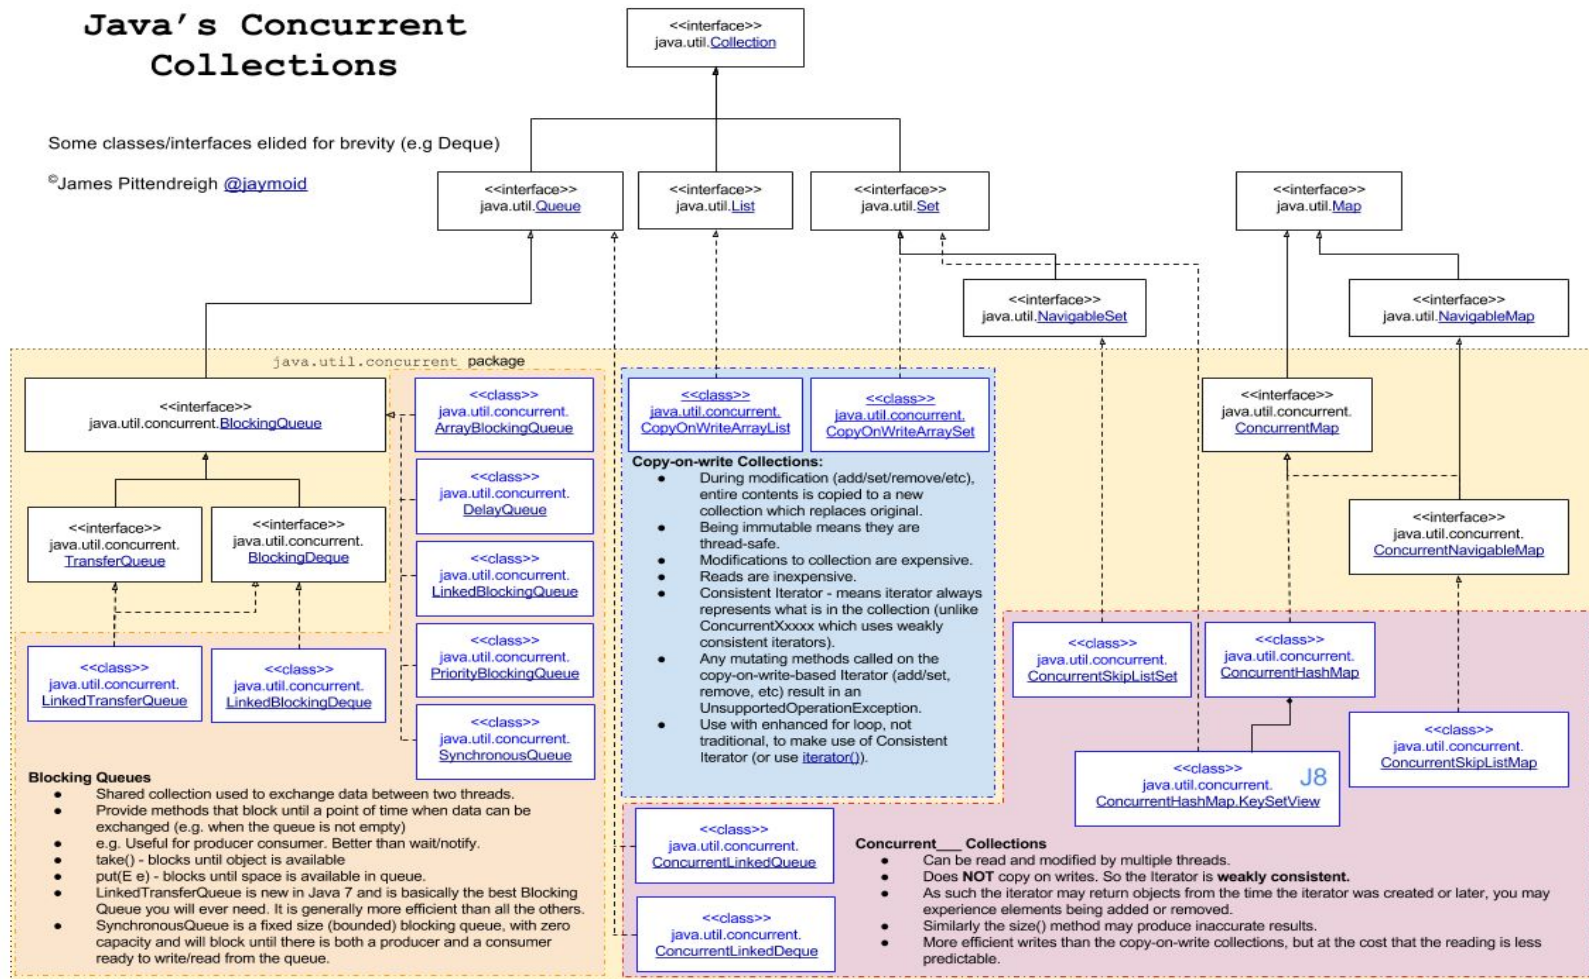 Java's Concurrent
Collections
Some classes/interfaces elided for brevity (e.g Deque)
©James Pittendreigh @jaymoid
<<interface>>
java.util.Collection
<<interface>>
java.util.Queue
<<interface>>
java.util.List
<<interface>>
java.util.Set
<<interface>>
java.util.Map
<<interface>>
java.util.NavigableSet
<<interface>>
java.util.NavigableMap
java.util.concurrent package
<<interface>>
java.util.concurrent.BlockingQueue
<<interface>>
java.util.concurrent.
TransferQueue
<<interface>>
java.util.concurrent.
BlockingDeque
<<class>>
java.util.concurrent.
LinkedTransferQueue
<<class>>
java.util.concurrent.
LinkedBlockingDeque
<<class>>
java.util.concurrent.
ArrayBlockingQueue
<<class>>
java.util.concurrent.
DelayQueue
<<class>>
java.util.concurrent.
LinkedBlockingQueue
<<class>>
java.util.concurrent.
PriorityBlockingQueue
<<class>>
java.util.concurrent.
SynchronousQueue
Blocking Queues
● Shared collection used to exchange data between two threads.
● Provide methods that block until a point of time when data can be
exchanged (e.g. when the queue is not empty)
● e.g. Useful for producer consumer. Better than wait/notify.
● take() - blocks until object is available
● put(E e) - blocks until space is available in queue.
● LinkedTransferQueue is new in Java 7 and is basically the best Blocking
Queue you will ever need. It is generally more efficient than all the others.
● SynchronousQueue is a fixed size (bounded) blocking queue, with zero
capacity and will block until there is both a producer and a consumer
ready to write/read from the queue.
<<class>>
java.util.concurrent.
CopyOnWriteArrayList
<<class>>
java.util.concurrent.
CopyOnWriteArraySet
Copy-on-write Collections:
● During modification (add/set/remove/etc),
entire contents is copied to a new
collection which replaces original.
● Being immutable means they are
thread-safe.
● Modifications to collection are expensive.
● Reads are inexpensive.
● Consistent Iterator - means iterator always
represents what is in the collection (unlike
ConcurrentXxxxx which uses weakly
consistent iterators).
● Any mutating methods called on the
copy-on-write-based Iterator (add/set,
remove, etc) result in an
UnsupportedOperationException.
● Use with enhanced for loop, not
traditional, to make use of Consistent
Iterator (or use iterator()).
<<interface>>
java.util.concurrent.
ConcurrentMap
<<interface>>
java.util.concurrent.
ConcurrentNavigableMap
<<class>>
java.util.concurrent.
ConcurrentSkipListSet
<<class>>
java.util.concurrent.
ConcurrentHashMap
<<class>>
java.util.concurrent.
ConcurrentSkipListMap
<<class>> J8
java.util.concurrent.
ConcurrentHashMap.KeySetView
<<class>>
java.util.concurrent.
ConcurrentLinkedQueue
<<class>>
java.util.concurrent.
ConcurrentLinkedDeque
Concurrent___ Collections
● Can be read and modified by multiple threads.
● Does NOT copy on writes. So the Iterator is weakly consistent.
● As such the iterator may return objects from the time the iterator was created or later, you may
experience elements being added or removed.
● Similarly the size() method may produce inaccurate results.
● More efficient writes than the copy-on-write collections, but at the cost that the reading is less
predictable.